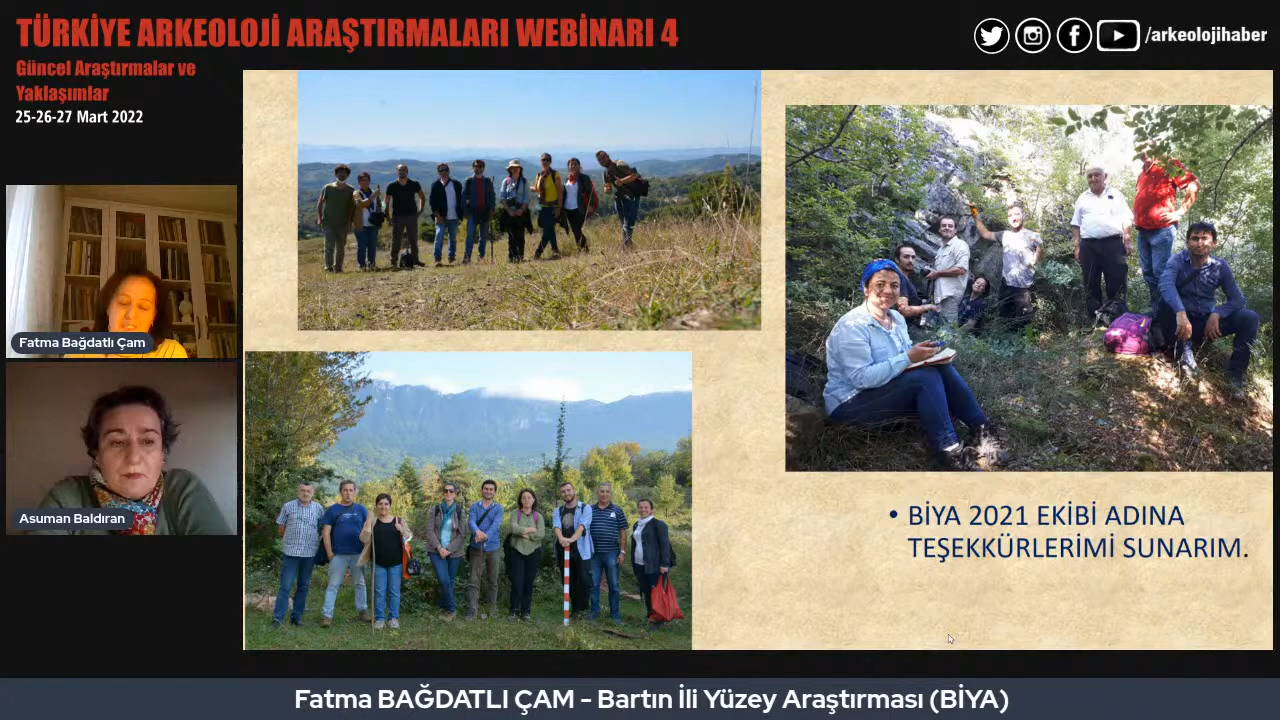 TÜRKİYE ARKEOLOJİ ARAŞTIRMALARI WEBİNARI 4
Güncel Araştırmalar ve
Yaklaşımlar
25-26-27 Mart 2022
/arkeolojihaber
Fatma Bağdatlı Çam
Asuman Baldıran
• BİYA 2021 EKİBİ ADINA
TEŞEKKÜRLERİMİ SUNARIM.
Fatma BAĞDATLI ÇAM - Bartın İli Yüzey Araştırması (BİYA)